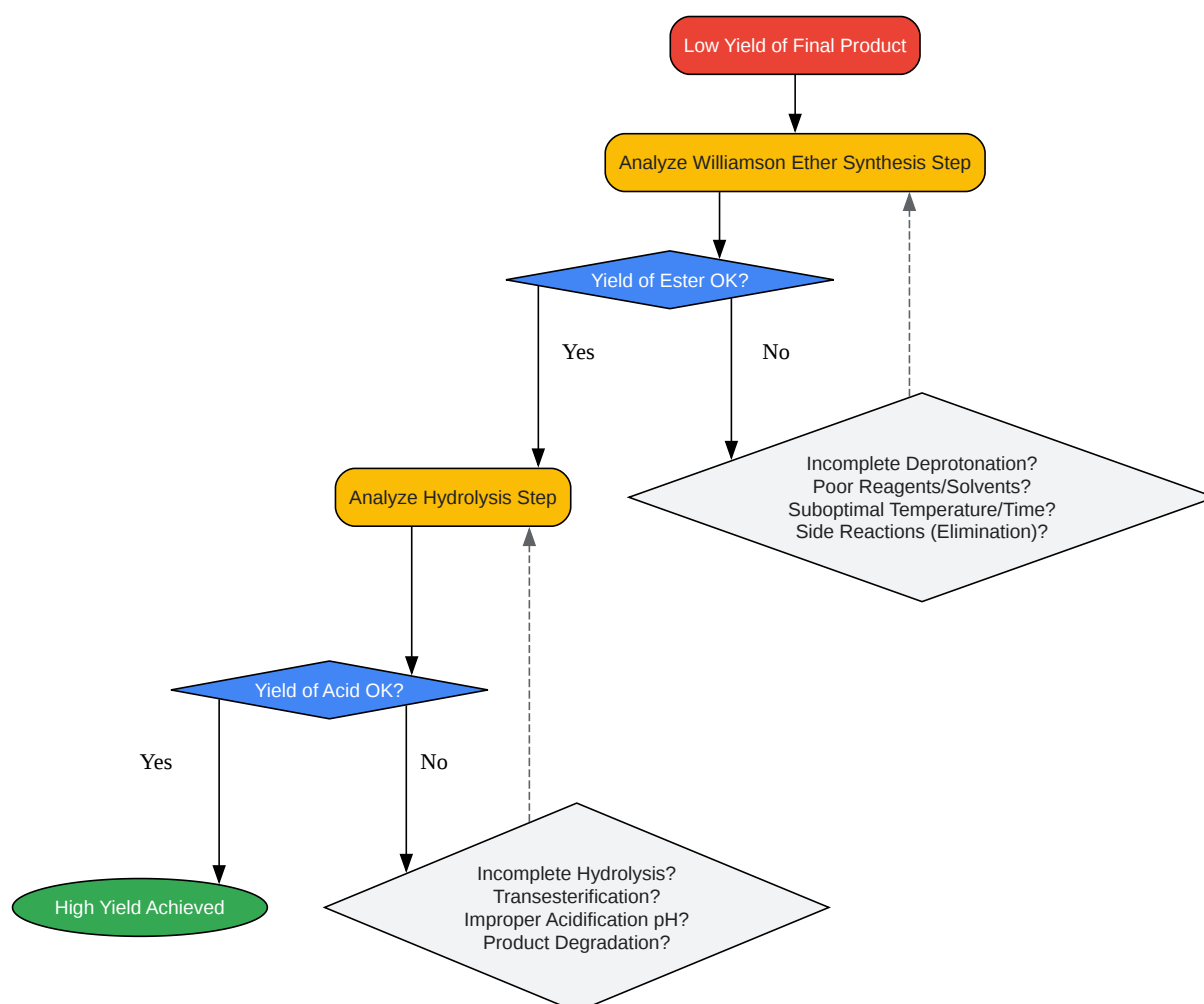 Low Yield of Final Product
Analyze Williamson Ether Synthesis Step
Yield of Ester OK?
Yes
No
Incomplete Deprotonation?
Poor Reagents/Solvents?
Suboptimal Temperature/Time?
Side Reactions (Elimination)?
Analyze Hydrolysis Step
Yield of Acid OK?
Yes
No
High Yield Achieved
Incomplete Hydrolysis?
Transesterification?
Improper Acidification pH?
Product Degradation?